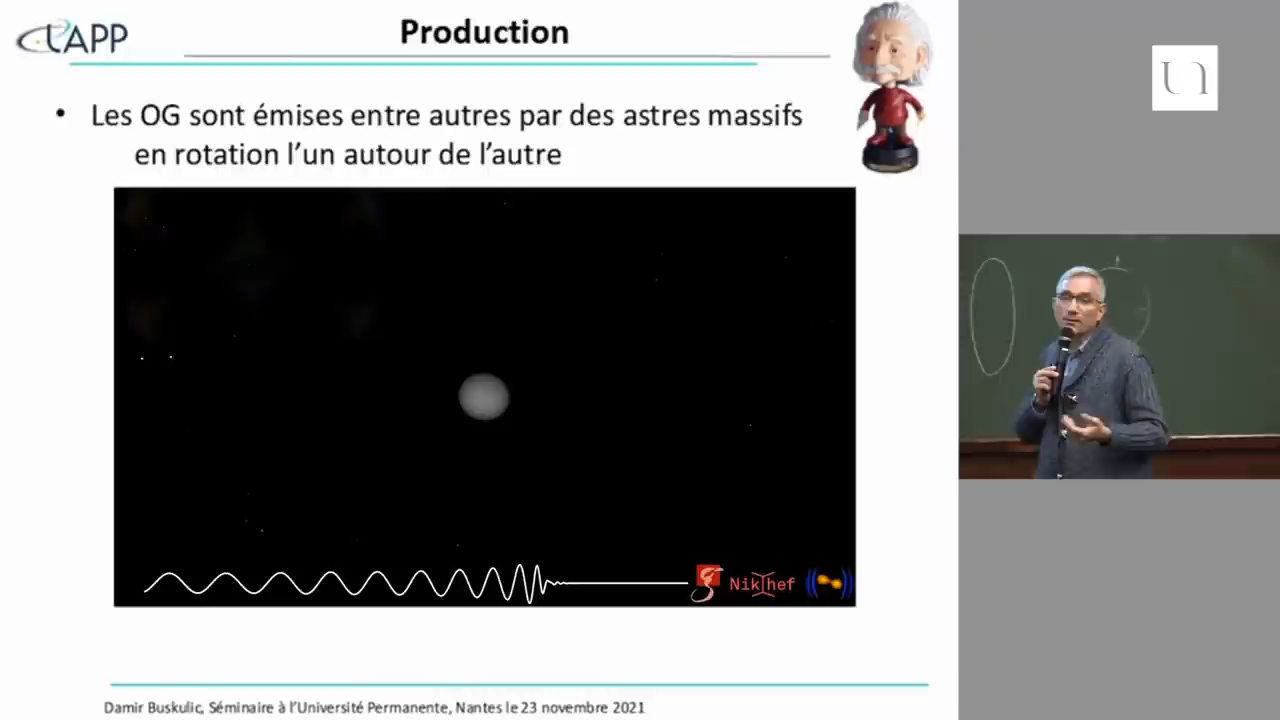 LAPP
Production
• Les OG sont émises entre autres par des astres massifs
en rotation l’un autour de l’autre
Nikhef
Damir Buskulic, Séminaire à l’Université Permanente, Nantes le 23 novembre 2021